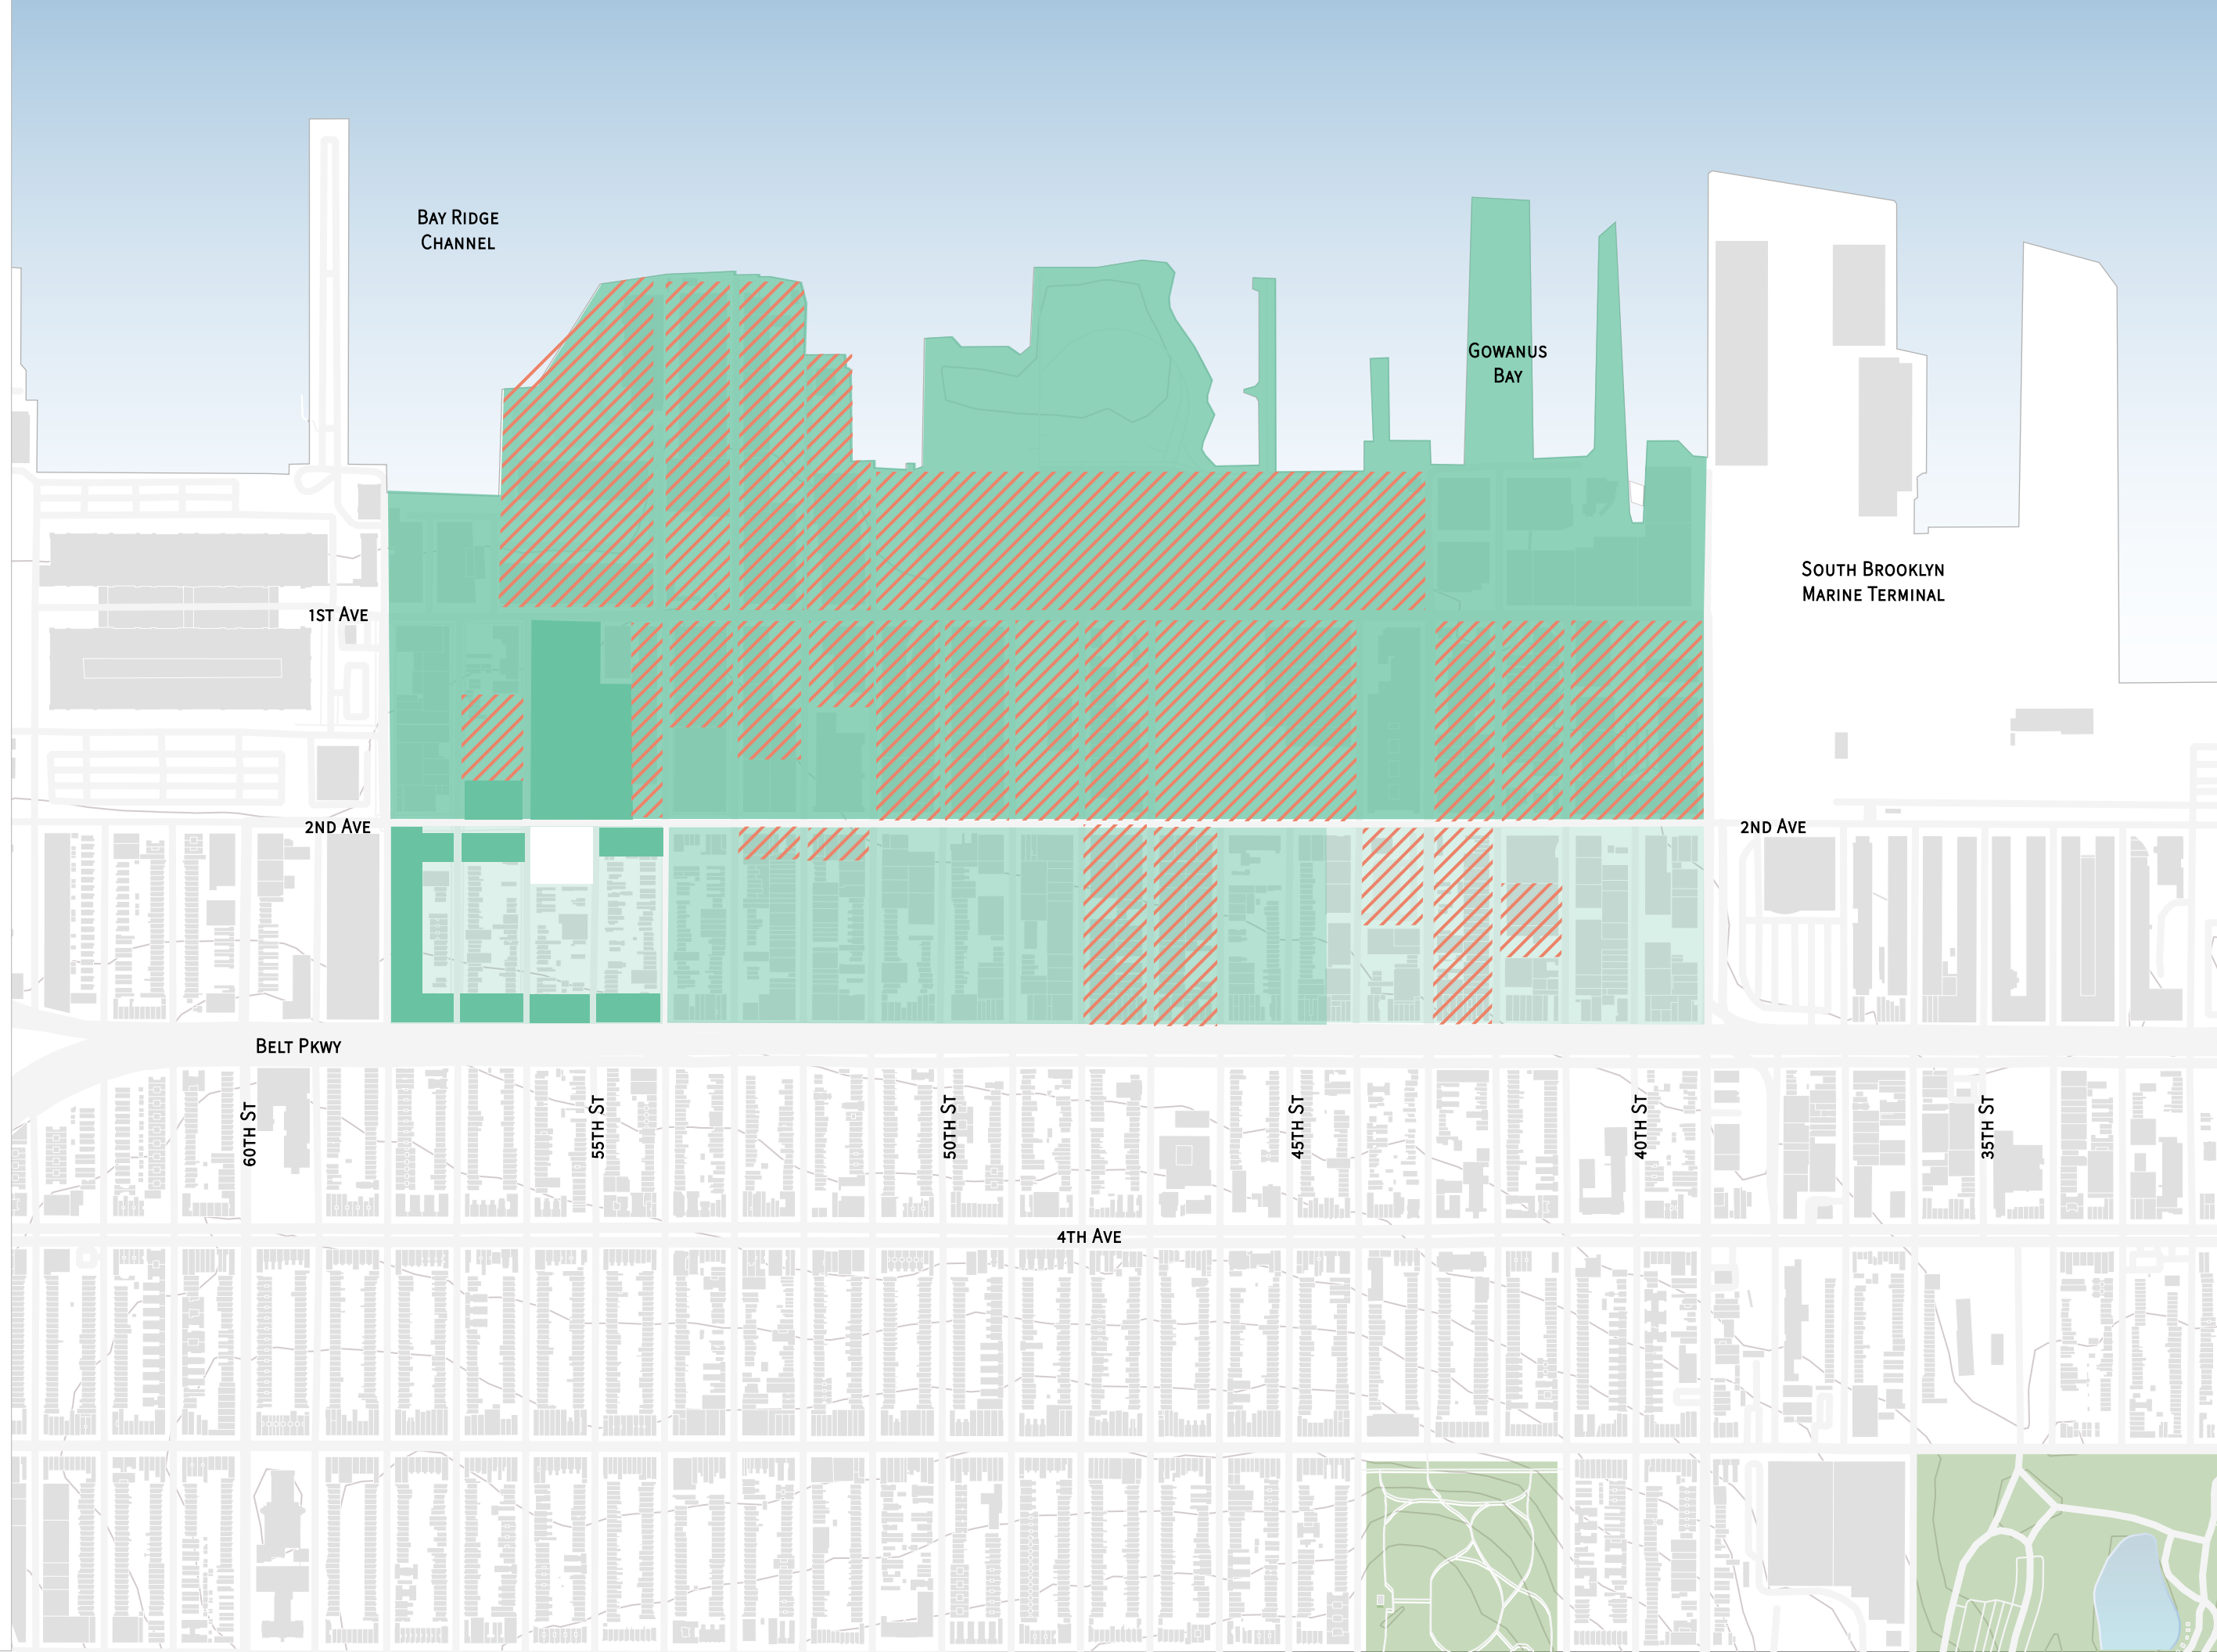 Bay Ridge
Channel
Gowanus
Bay
South Brooklyn
Marine Terminal
1st Ave
2nd Ave
2nd Ave
Belt Pkwy
60th St
55th St
50th St
45th St
40th St
35th St
4th Ave